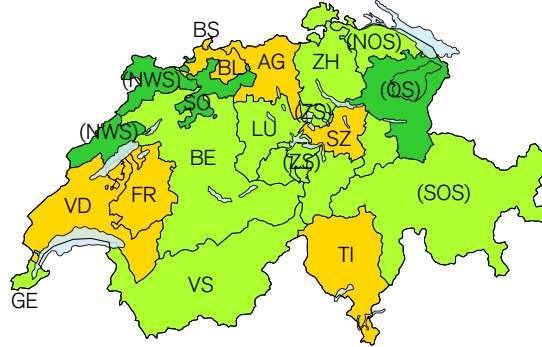 BS
(NOS)
ZH
AG
BL
(NWS)
(OS)
SO
(ZS)
(NWS)
LU
SZ
BE
(ZS)
FR
(SOS)
VD
TI
VS
GE